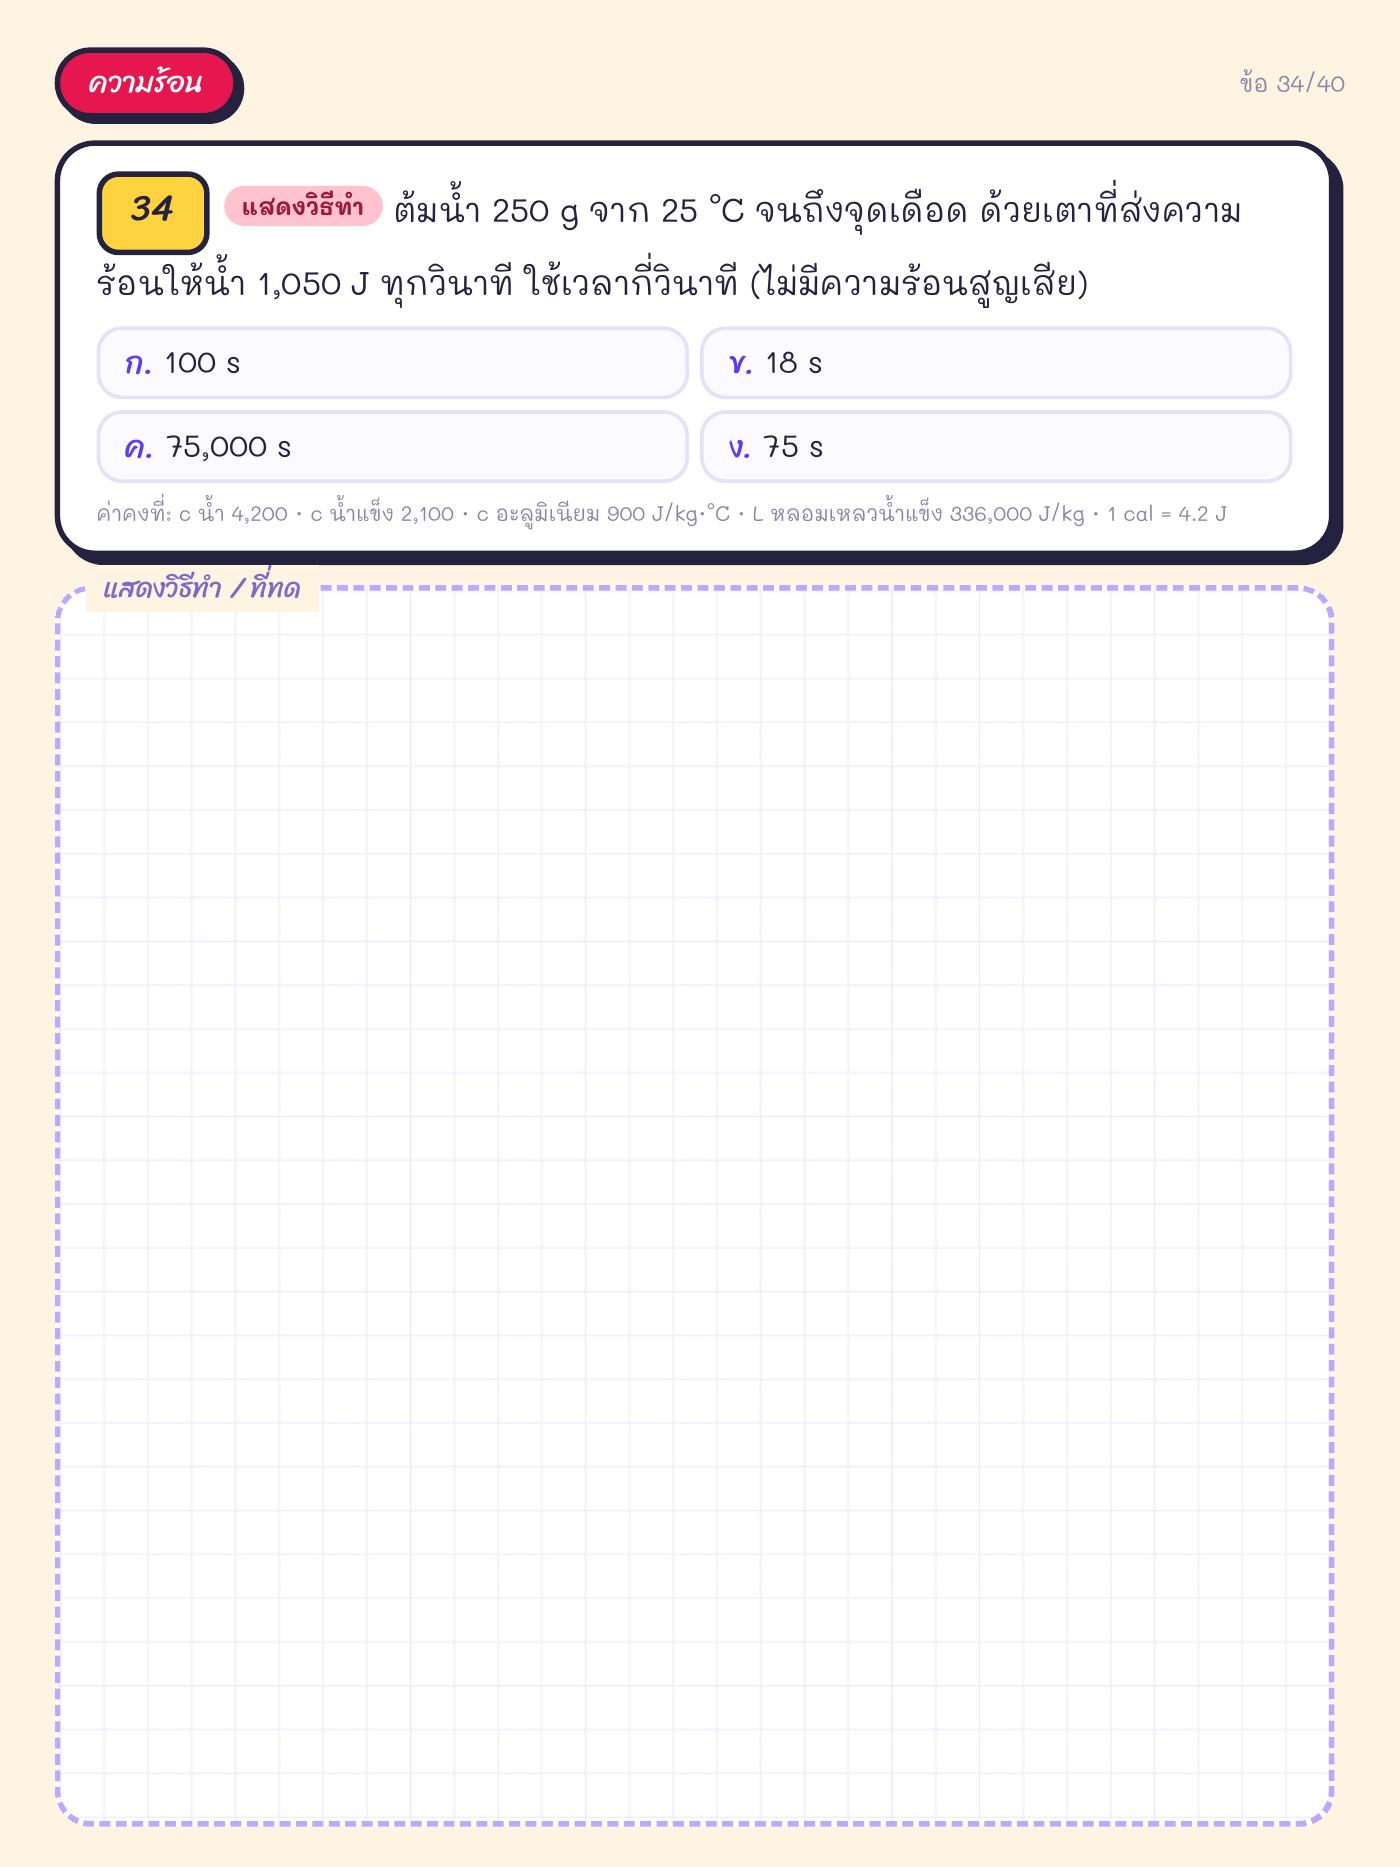 ความร้อน
ข้อ 34/40
34 แสดงวิธีทำ ต้มน้ำ 250 g จาก 25 °C จนถึงจุดเดือด ด้วยเตาที่ส่งความ
ร้อนให้น้ำ 1,050 J ทุกวินาที ใช้เวลากี่วินาที (ไม่มีความร้อนสูญเสีย)
ก. 100 s
ข. 18 s
ค. 75,000 s
ง. 75 s
ค่าคงที่: c น้ำ 4,200 · c น้ำแข็ง 2,100 · c อะลูมิเนียม 900 J/kg·°C · L หลอมเหลวน้ำแข็ง 336,000 J/kg · 1 cal = 4.2 J
แสดงวิธีทำ / ที่ทด